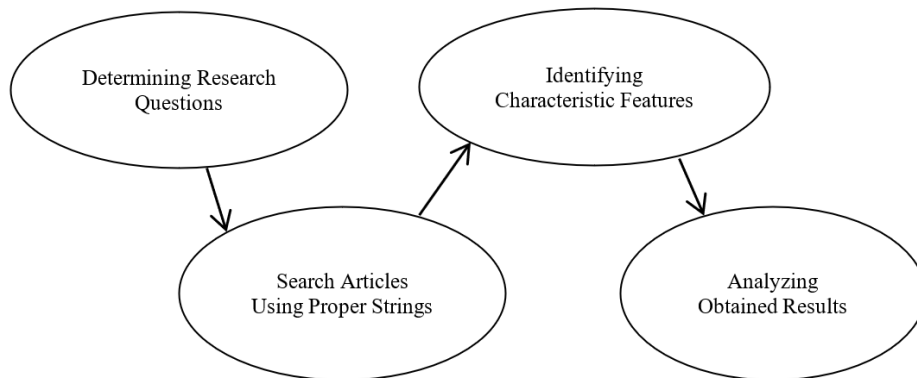 Determining Research
Questions
Search Articles
Using Proper Strings
Identifying
Characteristic Features
Analyzing
Obtained Results